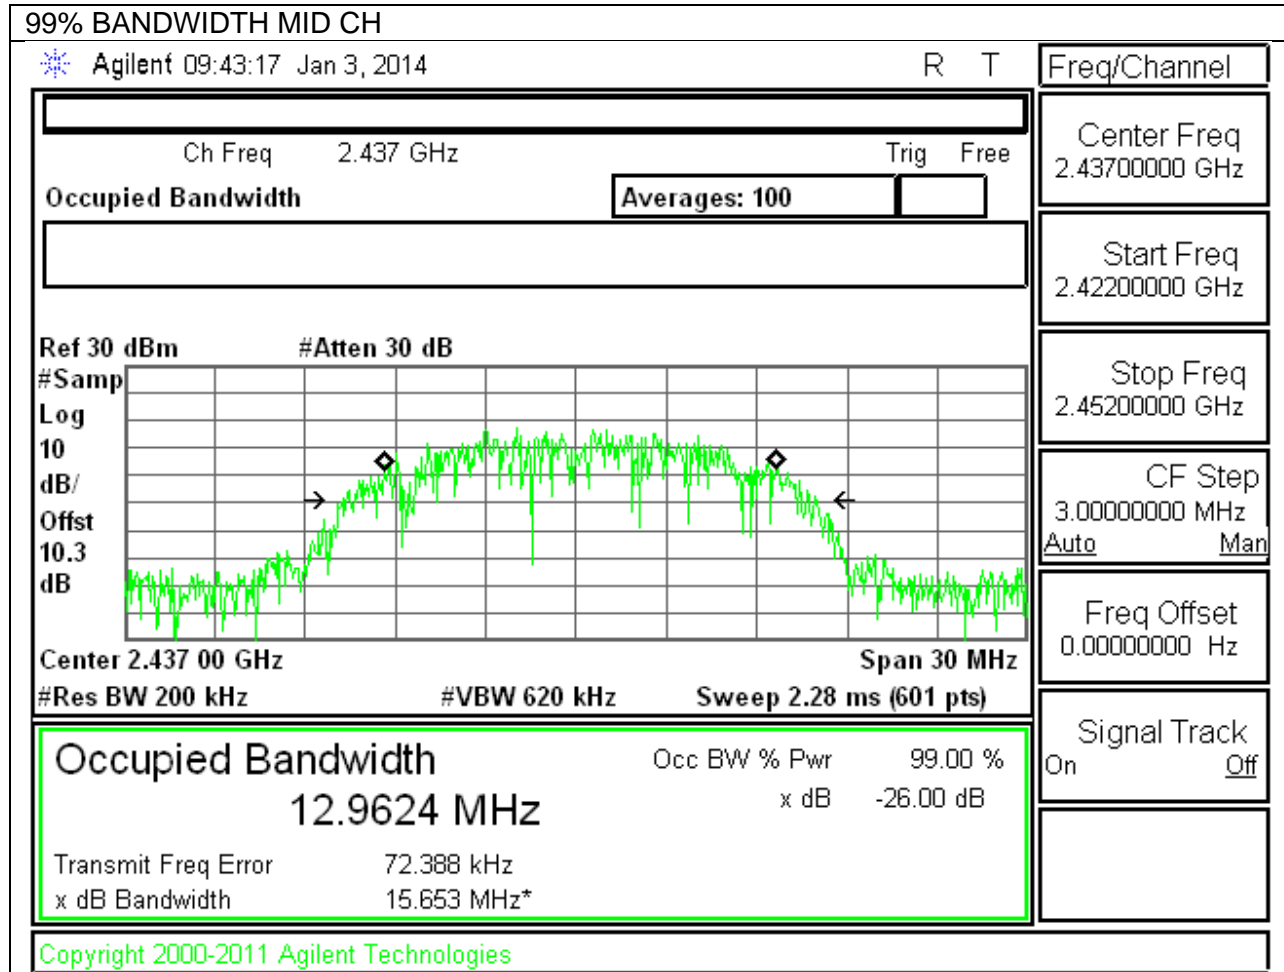 99% BANDWIDTH MID CH
Agilent 09:43:17 Jan 3, 2014 R T
Ch Freq 2.437 GHz Trig Free
Occupied Bandwidth Averages: 100
Ref 30 dBm #Atten 30 dB
#Samp
Log
10
dB/
Offst
10.3
dB
Center 2.437 00 GHz Span 30 MHz
#Res BW 200 kHz #VBW 620 kHz Sweep 2.28 ms (601 pts)
Occupied Bandwidth Occ BW % Pwr 99.00 %
12.9624 MHz x dB -26.00 dB
Transmit Freq Error 72.388 kHz
x dB Bandwidth 15.653 MHz*
Copyright 2000-2011 Agilent Technologies
Freq/Channel
Center Freq
2.43700000 GHz
Start Freq
2.42200000 GHz
Stop Freq
2.45200000 GHz
CF Step
3.00000000 MHz
Auto Man
Freq Offset
0.00000000 Hz
Signal Track
On Off